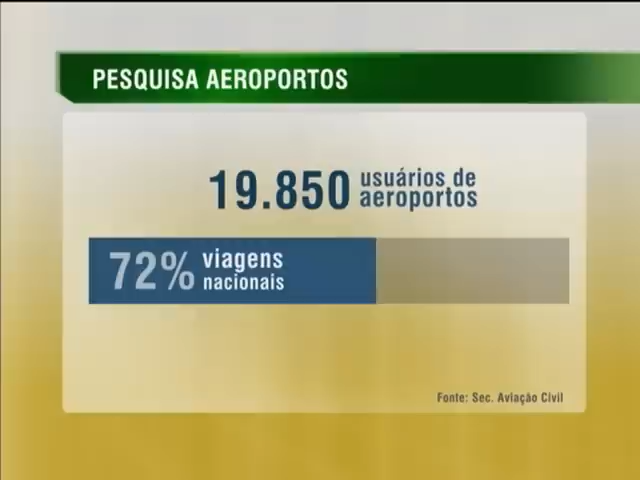 PESQUISA AEROPORTOS
19.850 usuários de
aeroportos
72% viagens
nacionais
Fonte: Sec. Aviação Civil